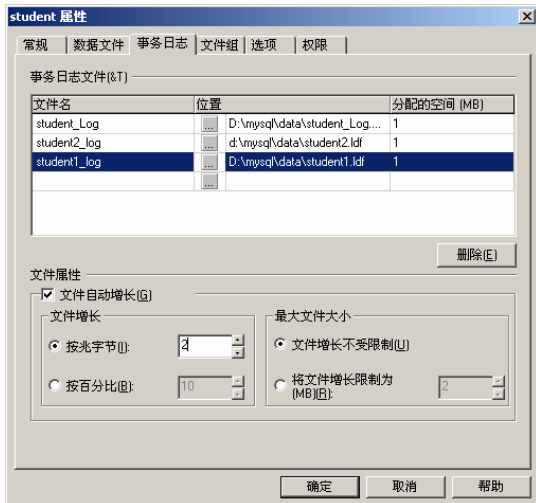 student 属性
常规 数据文件 事务日志 文件组 选项 权限
事务日志文件(&T)
文件名 位置 分配的空间 (MB)
student_Log ... D:\mysql\data\student_Log.... 1
student2_log ... d:\mysql\data\student2.ldf 1
student1_log ... D:\mysql\data\student1.ldf 1
...
删除(E)
文件属性
文件自动增长(G)
文件增长 最大文件大小
按兆字节(I): 2 文件增长不受限制(U)
按百分比(B): 10 将文件增长限制为 2
(MB)(R):
确定 取消 帮助